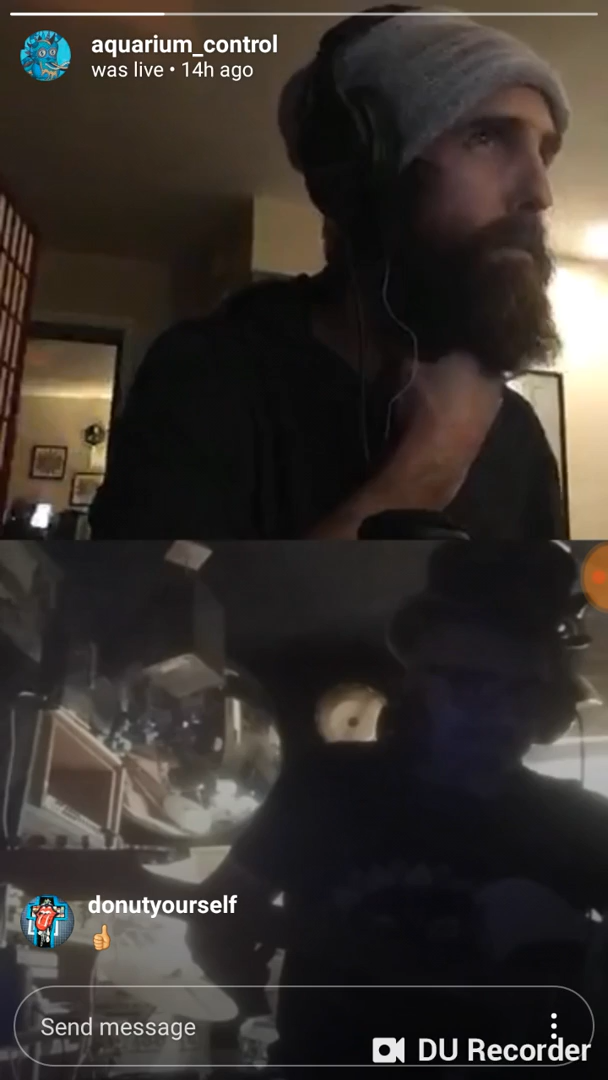 aquarium_control
was live • 14h ago
donutyourself
👍
Send message
DU Recorder